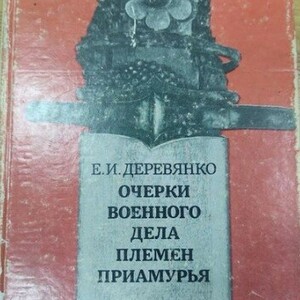 Е.И.ДЕРЕВЯНКО
ОЧЕРКИ
ВОЕННОГО
ДЕЛА
ПЛЕМЕН
ПРИАМУРЬЯ